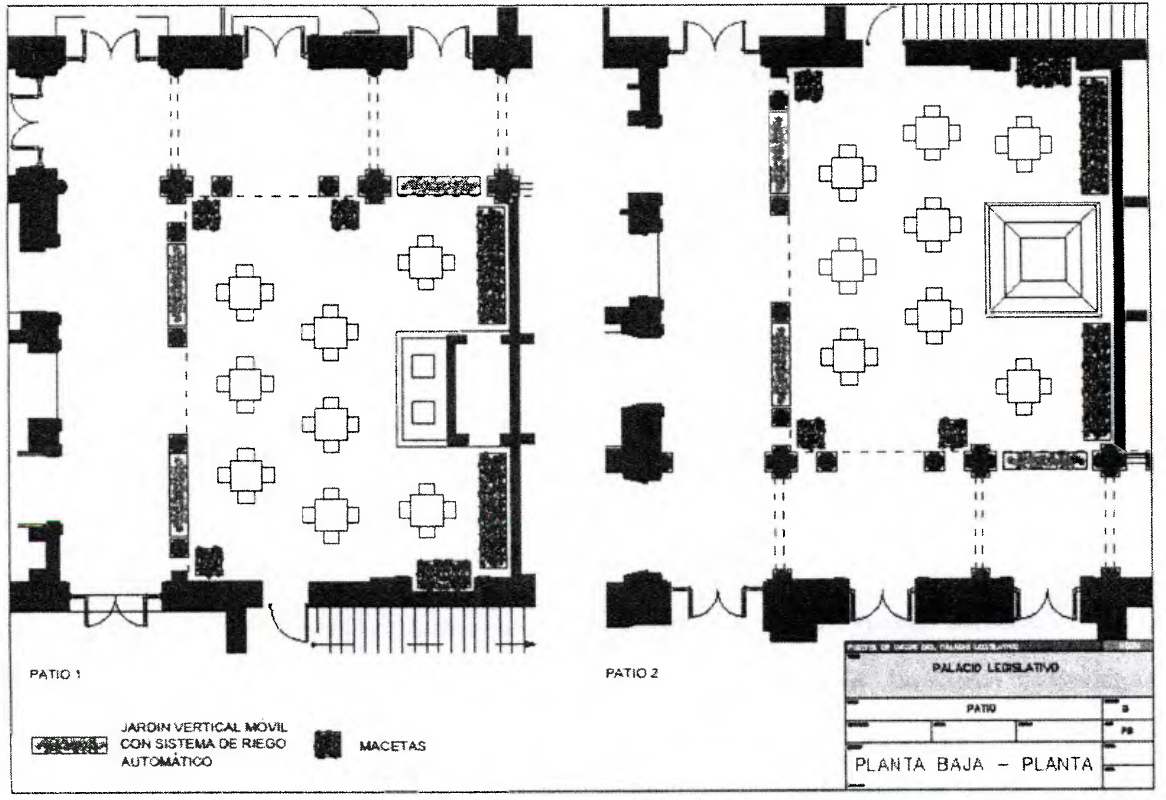 PATIO 1
PATIO 2
JARDIN VERTICAL MOVIL
CON SISTEMA DE RIEGO
AUTOMÁTICO
MACETAS
PALACIO LEGISLATIVO
PATIO
PLANTA BAJA - PLANTA